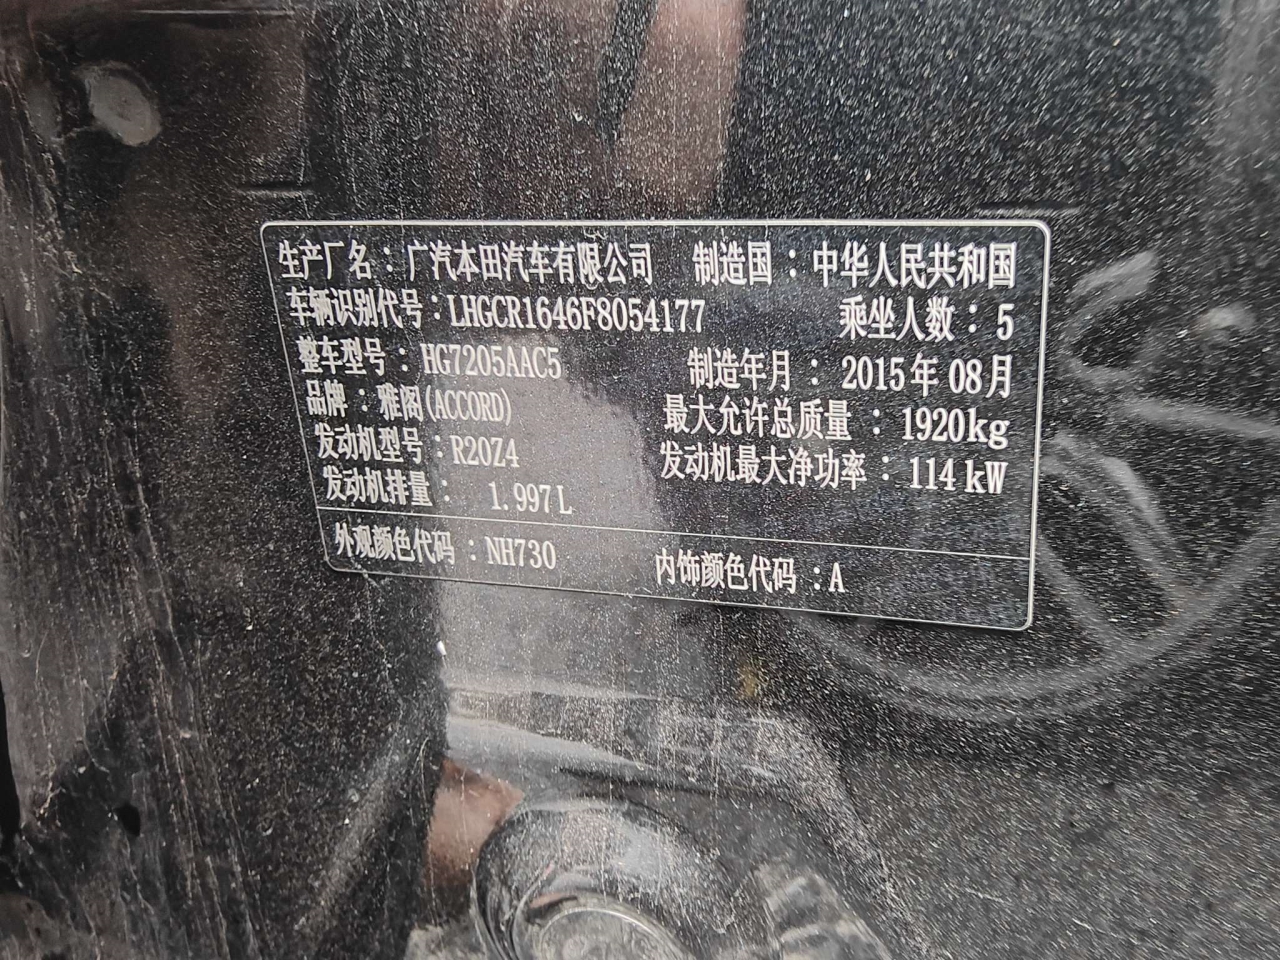 生产厂名：广汽本田汽车有限公司 制造国：中华人民共和国
车辆识别代号：LHGCR1646F8054177 乘坐人数：5
整车型号：HG7205AAC5 制造年月：2015年08月
品牌：雅阁(ACCORD) 最大允许总质量：1920kg
发动机型号：R20Z4 发动机最大净功率：114kW
发动机排量：1.997L
外观颜色代码：NH730 内饰颜色代码：A